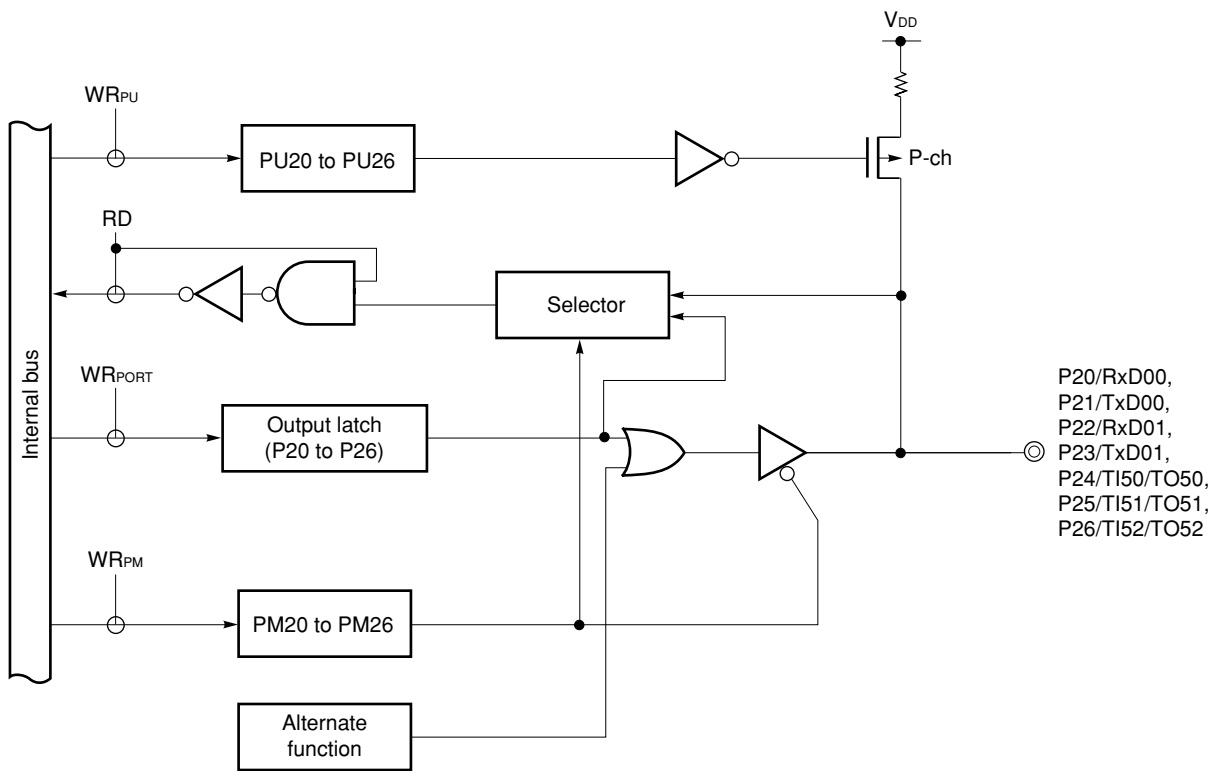 VDD
WRPU
PU20 to PU26
P-ch
RD
Selector
Internal bus
WRPORT
Output latch
(P20 to P26)
P20/RxD00,
P21/TxD00,
P22/RxD01,
P23/TxD01,
P24/TI50/TO50,
P25/TI51/TO51,
P26/TI52/TO52
WRPM
PM20 to PM26
Alternate
function